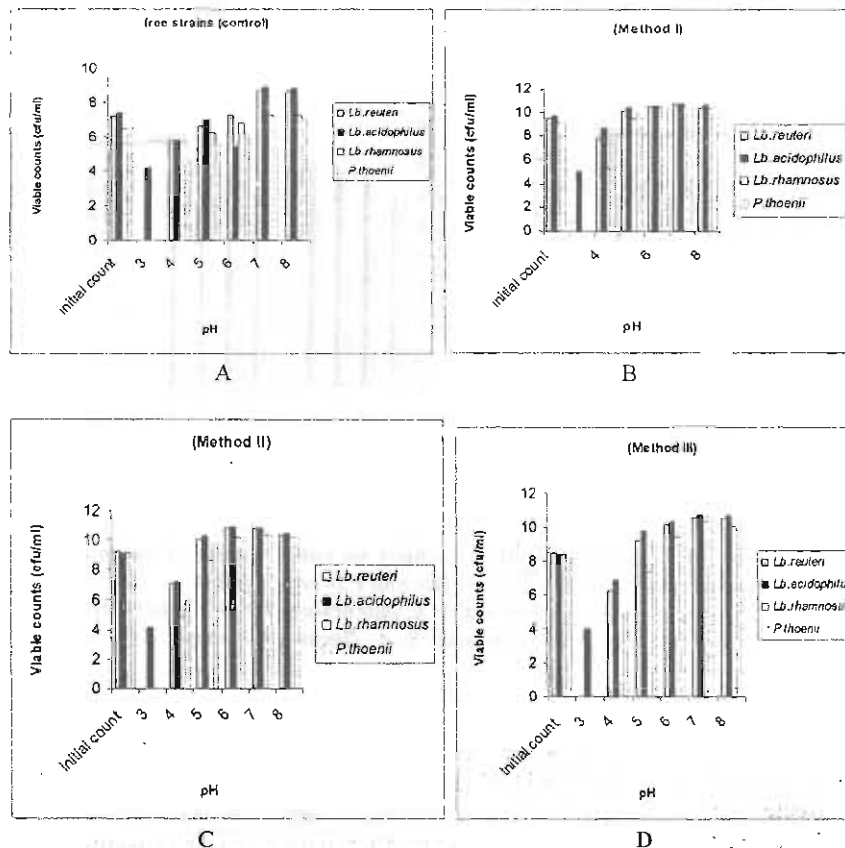 free strains (control)
Viable counts (cfu/ml)
10
8
6
4
2
0
Initial count
3
4
5
6
7
8
pH
Lb.reuteri
Lb.acidophilus
Lb.rhamnosus
P.thoenii
A
(Method I)
Viable counts (cfu/ml)
12
10
8
6
4
2
0
Initial count
4
6
8
pH
Lb.reuteri
Lb.acidophilus
Lb.rhamnosus
P.thoenii
B
(Method II)
Viable counts (cfu/ml)
12
10
8
6
4
2
0
Initial count
3
4
5
6
7
8
pH
Lb.reuteri
Lb.acidophilus
Lb.rhamnosus
P.thoenii
C
(Method III)
Viable counts (cfu/ml)
12
10
8
6
4
2
0
Initial count
3
4
5
6
7
8
pH
Lb.reuteri
Lb.acidophilus
Lb.rhamnosus
P.thoenii
D